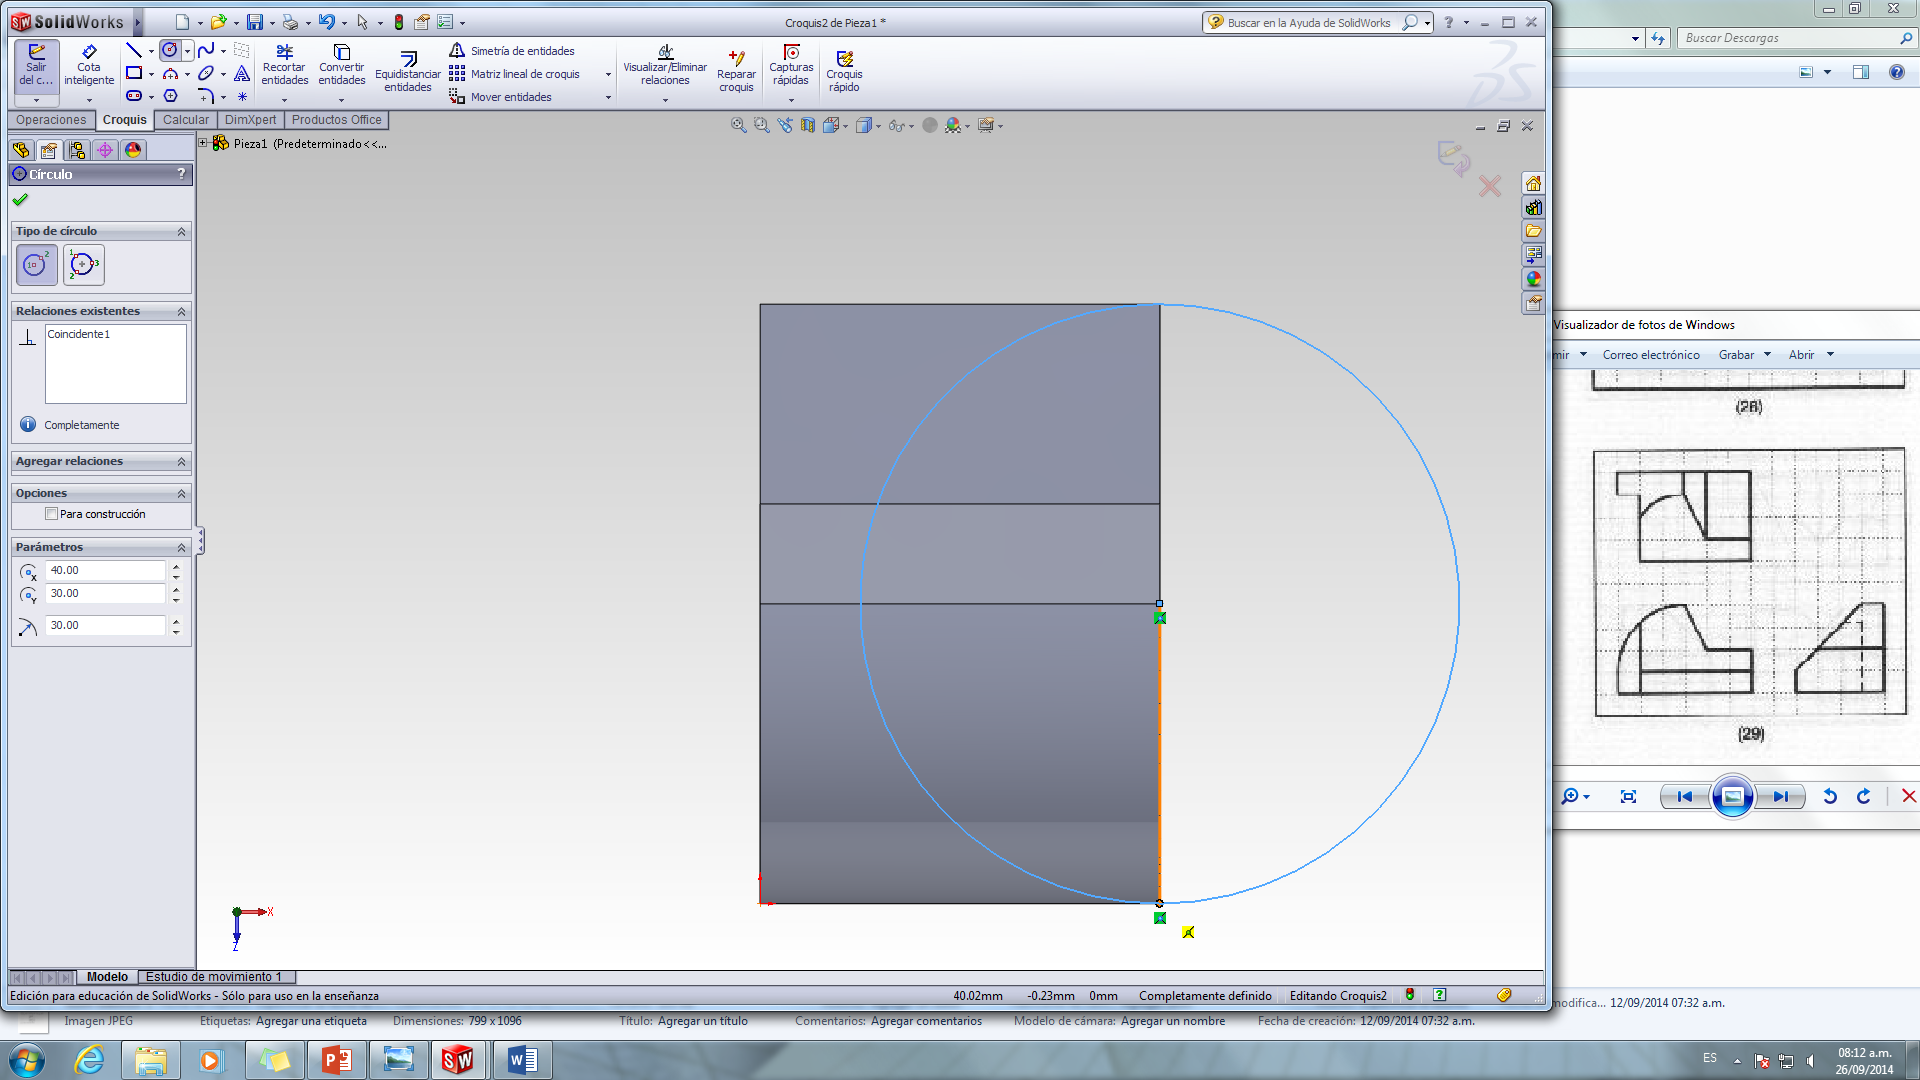 SolidWorks
Croquis2 de Pieza1 *
Buscar en la Ayuda de SolidWorks
Buscar Descargas
Salir
del c...
Cota
inteligente
Recortar
entidades
Convertir
entidades
Equidistanciar
entidades
Simetría de entidades
Matriz lineal de croquis
Mover entidades
Visualizar/Eliminar
relaciones
Reparar
croquis
Capturas
rápidas
Croquis
rápido
Operaciones
Croquis
Calcular
DimXpert
Productos Office
Pieza1 (Predeterminado<<...
Círculo
?
Tipo de círculo
Relaciones existentes
Coincidente1
Completamente
Agregar relaciones
Opciones
Para construcción
Parámetros
40.00
30.00
30.00
X
Z
Visualizador de fotos de Windows
mir
Correo electrónico
Grabar
Abrir
(28)
(29)
Modelo
Estudio de movimiento 1
Edición para educación de SolidWorks - Sólo para uso en la enseñanza
40.02mm
-0.23mm
0mm
Completamente definido
Editando Croquis2
modifica... 12/09/2014 07:32 a.m.
Imagen JPEG
Etiquetas: Agregar una etiqueta
Dimensiones: 799 x 1096
Título: Agregar un título
Comentarios: Agregar comentarios
Modelo de cámara: Agregar un nombre
Fecha de creación: 12/09/2014 07:32 a.m.
ES
08:12 a.m.
26/09/2014